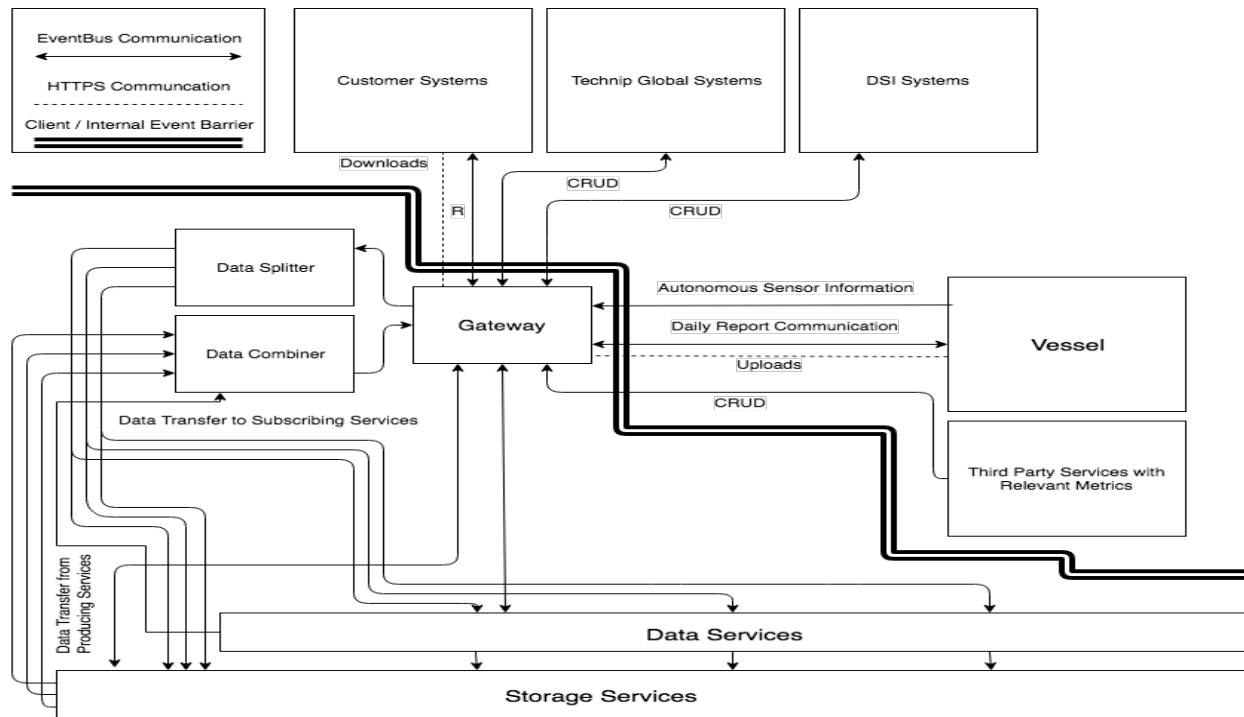 EventBus Communication
HTTPS Communcation
Client / Internal Event Barrier
Customer Systems
Technip Global Systems
DSI Systems
Downloads
R
CRUD
CRUD
Data Splitter
Data Combiner
Gateway
Autonomous Sensor Information
Daily Report Communication
Uploads
CRUD
Vessel
Third Party Services with
Relevant Metrics
Data Transfer to Subscribing Services
Data Transfer from
Producing Services
Data Services
Storage Services